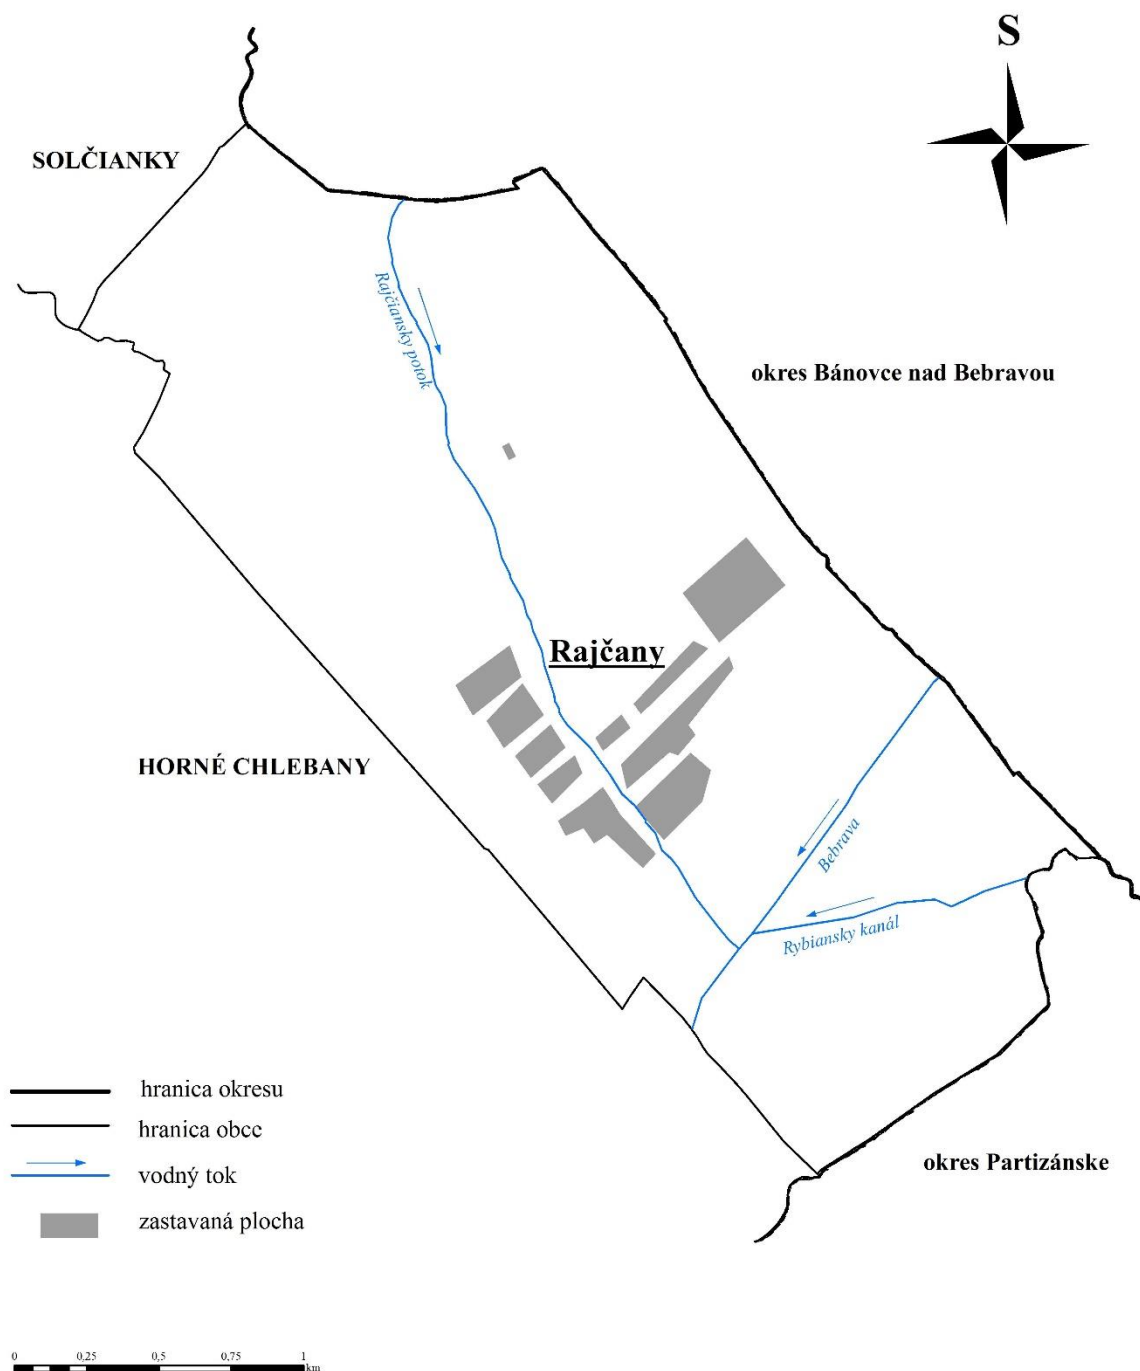 S
SOLČIANKY
Rajčiansky potok
okres Bánovce nad Bebravou
Rajčany
HORNÉ CHLEBANY
Bebrava
Rybiansky kanál
hranica okresu
hranica obce
okres Partizánske
vodný tok
zastavaná plocha
0 0,25 0,5 0,75 1
km